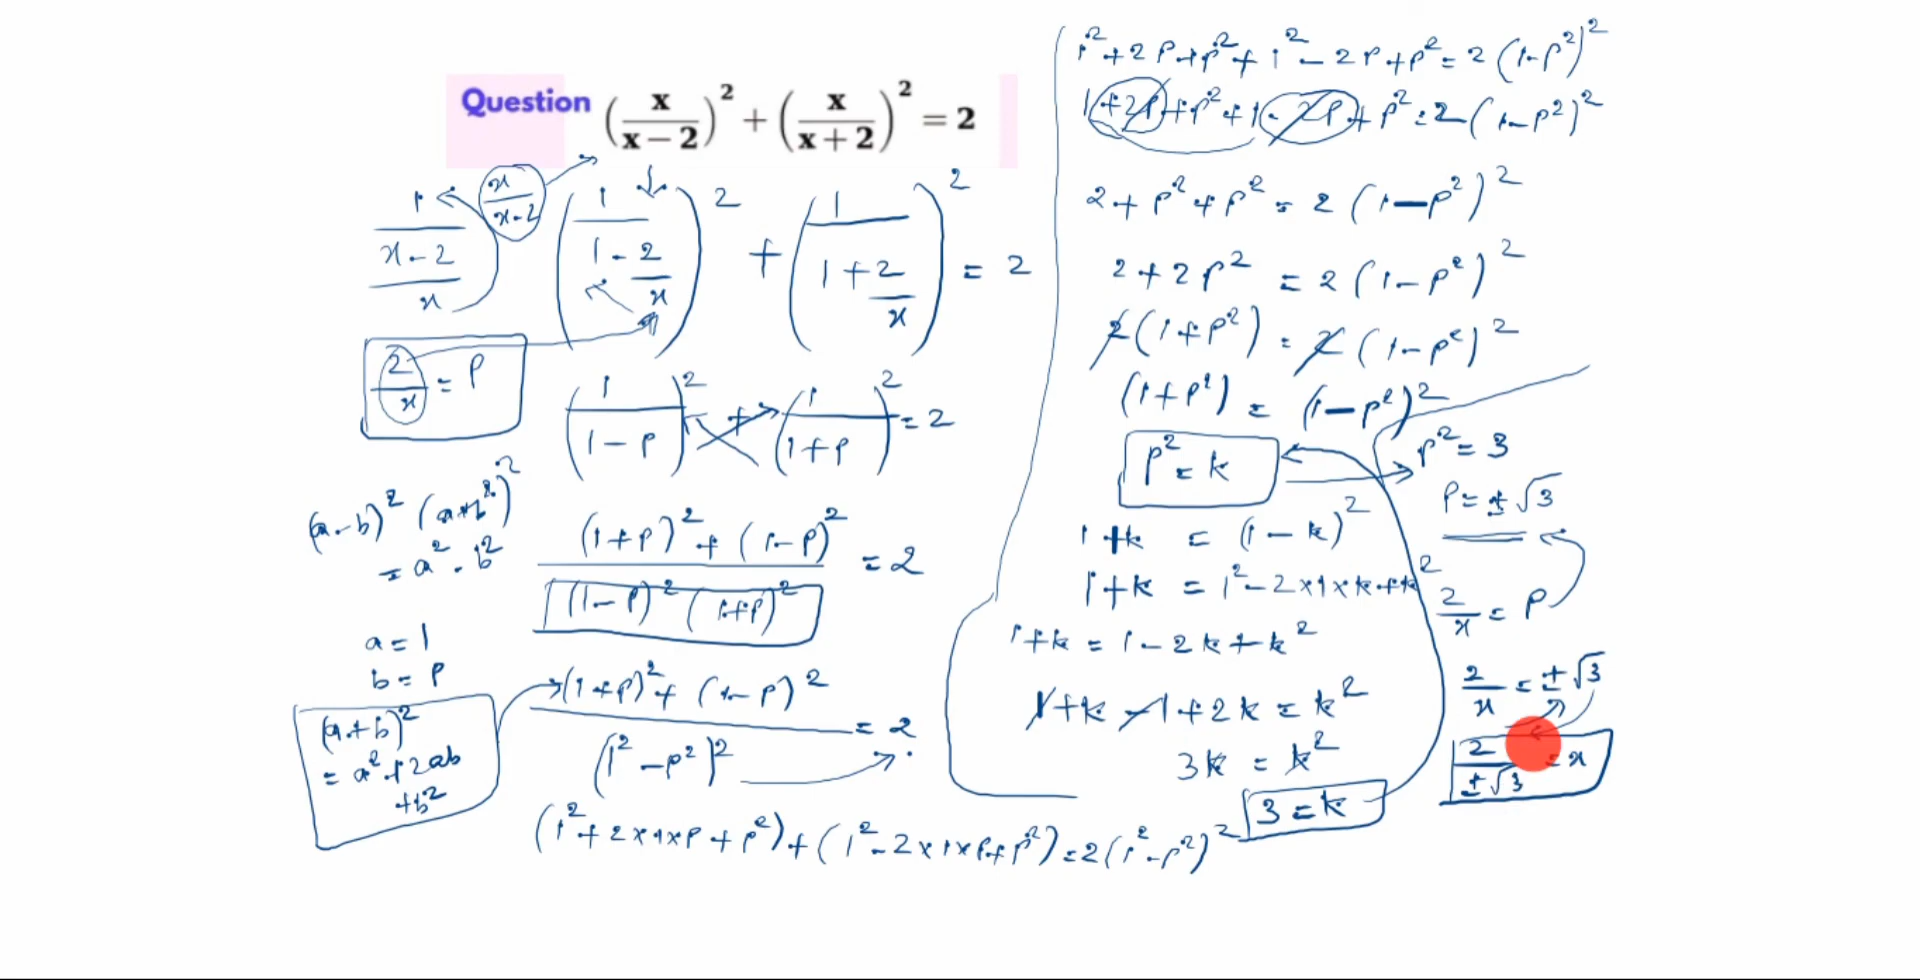 Question (x/(x − 2))² + (x/(x + 2))² = 2
x/(x-2)
1/((x-2)/x)
(1/(1 - 2/x))² + (1/(1 + 2/x))² = 2
2/x = P
(1/(1 - P))² + (1/(1 + P))² = 2
(a-b)² (a+b²)²
= a² - b²
((1+P)² + (1-P)²)/((1-P)² (1+P)²) = 2
a = 1
b = P
((1+P)² + (1-P)²)/(1² - P²)² = 2
(a+b)²
= a² + 2ab
+b²
(1² + 2×1×P + P²) + (1² - 2×1×P + P²) = 2(1² - P²)²
1² + 2P + P² + 1² - 2P + P² = 2(1-P²)²
1 + 2P + P² + 1 - 2P + P² = 2(1-P²)²
2 + P² + P² = 2(1-P²)²
2 + 2P² = 2(1-P²)²
2(1+P²) = 2(1-P²)²
(1+P²) = (1-P²)²
P² = k
1+k = (1-k)²
1+k = 1² - 2×1×k + k²
1+k = 1 - 2k + k²
1+k-1+2k = k²
3k = k²
3 = k
P² = 3
P = ±√3
2/x = P
2/x = ±√3
2/±√3 = x